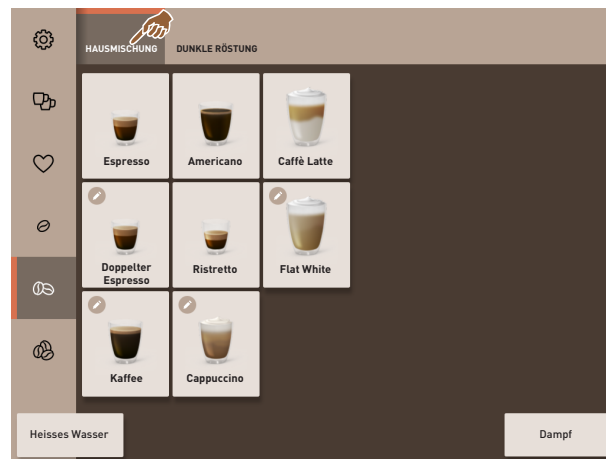 HAUSMISCHUNG DUNKLE RÖSTUNG
Espresso Americano Caffè Latte
Doppelter
Espresso Ristretto Flat White
Kaffee Cappuccino
Heisses Wasser Dampf